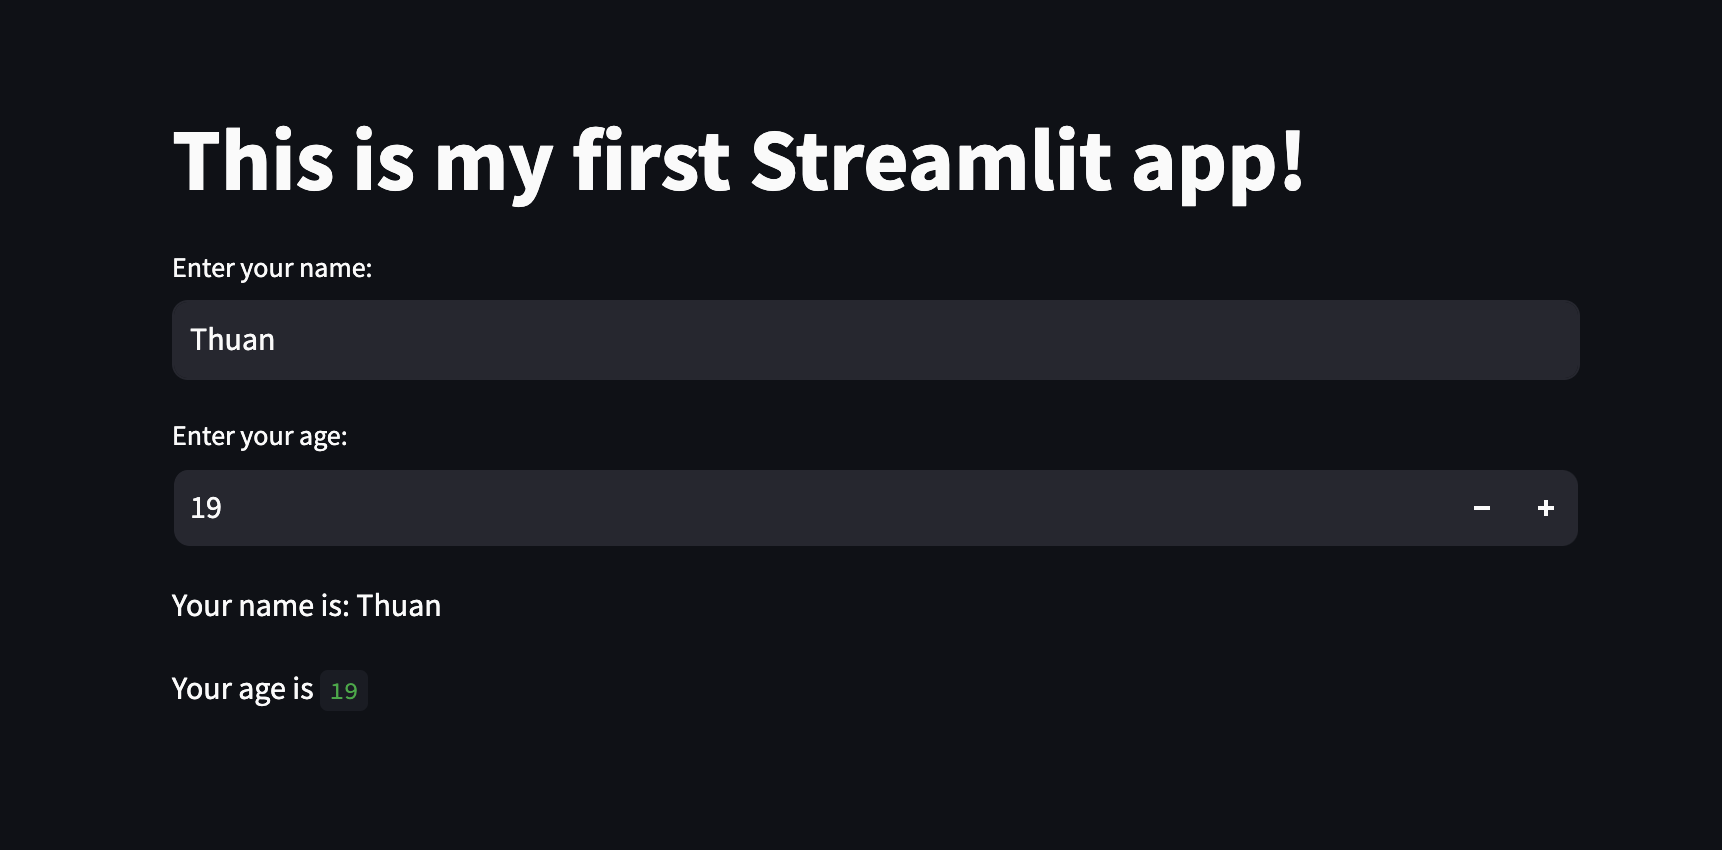 This is my first Streamlit app!
Enter your name:
Thuan
Enter your age:
19
Your name is: Thuan
Your age is 19